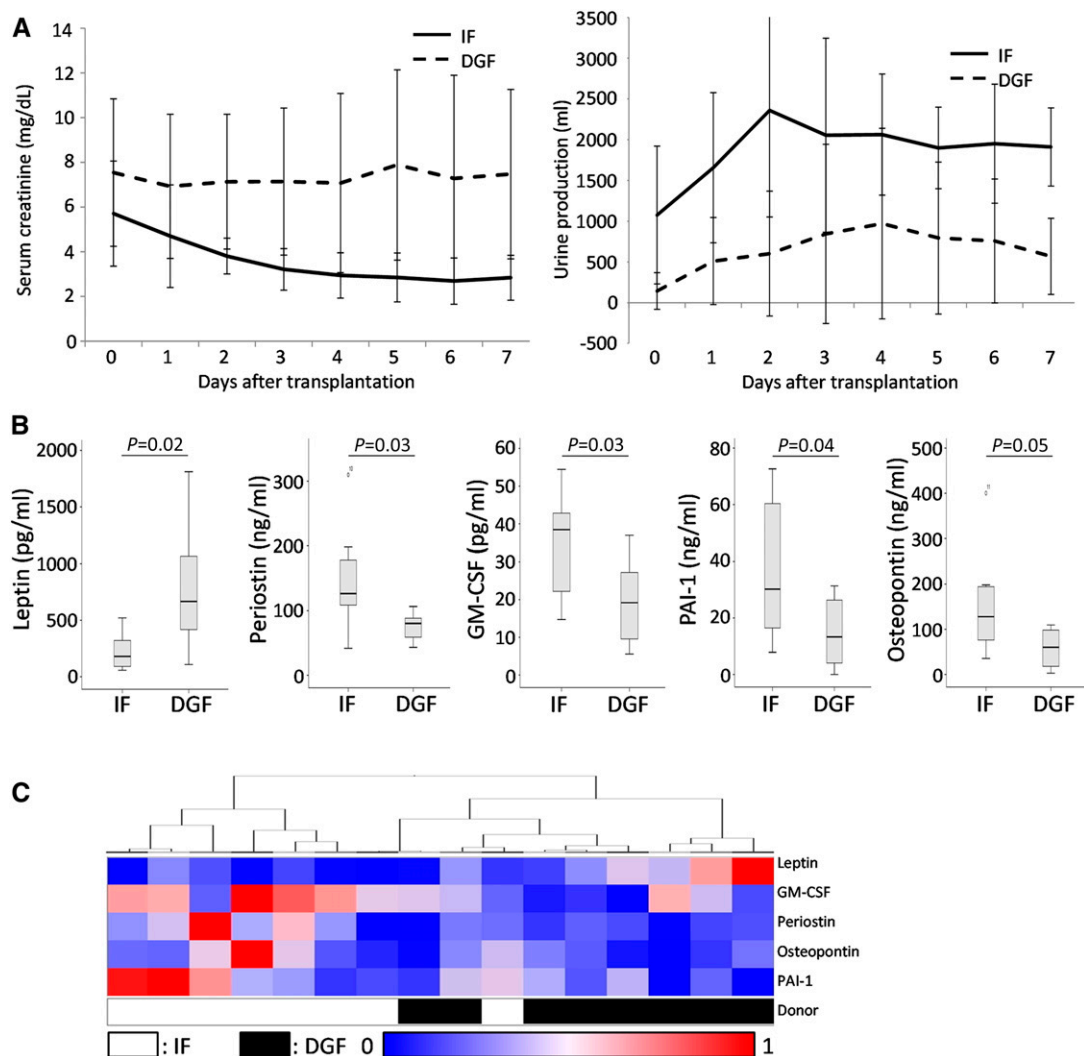 A
14
12
10
8
6
4
2
0
Serum creatinine (mg/dL)
IF
DGF
0 1 2 3 4 5 6 7
Days after transplantation
3500
3000
2500
2000
1500
1000
500
0
-500
Urine production (ml)
IF
DGF
0 1 2 3 4 5 6 7
Days after transplantation
B
P=0.02
2000
1500
1000
500
0
Leptin (pg/ml)
IF DGF
P=0.03
300
200
100
0
Periostin (ng/ml)
IF DGF
P=0.03
60
50
40
30
20
10
0
GM-CSF (pg/ml)
IF DGF
P=0.04
80
60
40
20
0
PAI-1 (ng/ml)
IF DGF
P=0.05
500
400
300
200
100
0
Osteopontin (ng/ml)
IF DGF
C
Leptin
GM-CSF
Periostin
Osteopontin
PAI-1
Donor
: IF : DGF 0 1